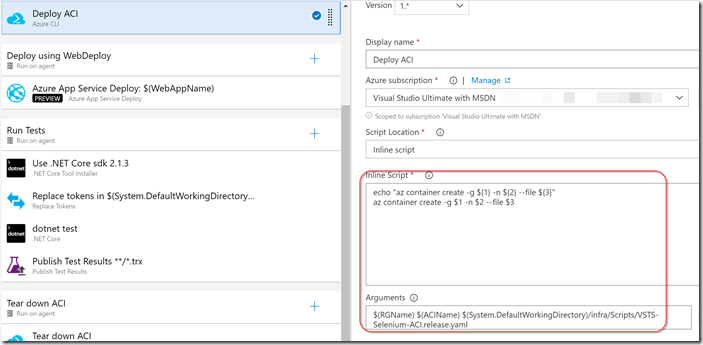 Deploy ACI
Azure CLI
Deploy using WebDeploy
Run on agent
Azure App Service Deploy: $(WebAppName)
PREVIEW Azure App Service Deploy
Run Tests
Run on agent
dotnet Use .NET Core sdk 2.1.3
.NET Core Tool Installer
Replace tokens in $(System.DefaultWorkingDirectory...
Replace Tokens
dotnet dotnet test
.NET Core
Publish Test Results **/*.trx
Publish Test Results
Tear down ACI
Run on agent
Tear down ACI
Version 1.*
Display name *
Deploy ACI
Azure subscription * | Manage
Visual Studio Ultimate with MSDN
Scoped to subscription 'Visual Studio Ultimate with MSDN'
Script Location *
Inline script
Inline Script *
echo "az container create -g ${1} -n ${2} --file ${3}"
az container create -g $1 -n $2 --file $3
Arguments
$(RGName) $(ACIName) $(System.DefaultWorkingDirectory)/infra/Scripts/VSTS-
Selenium-ACI.release.yaml